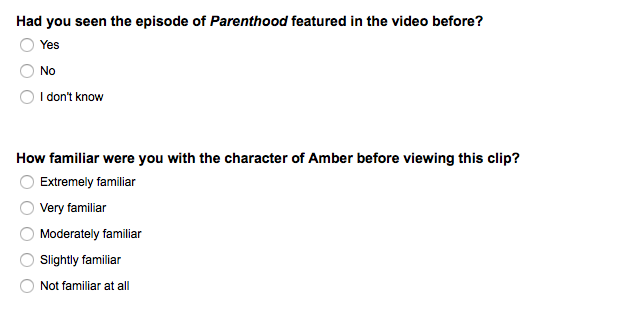 Had you seen the episode of Parenthood featured in the video before?
Yes
No
I don't know
How familiar were you with the character of Amber before viewing this clip?
Extremely familiar
Very familiar
Moderately familiar
Slightly familiar
Not familiar at all